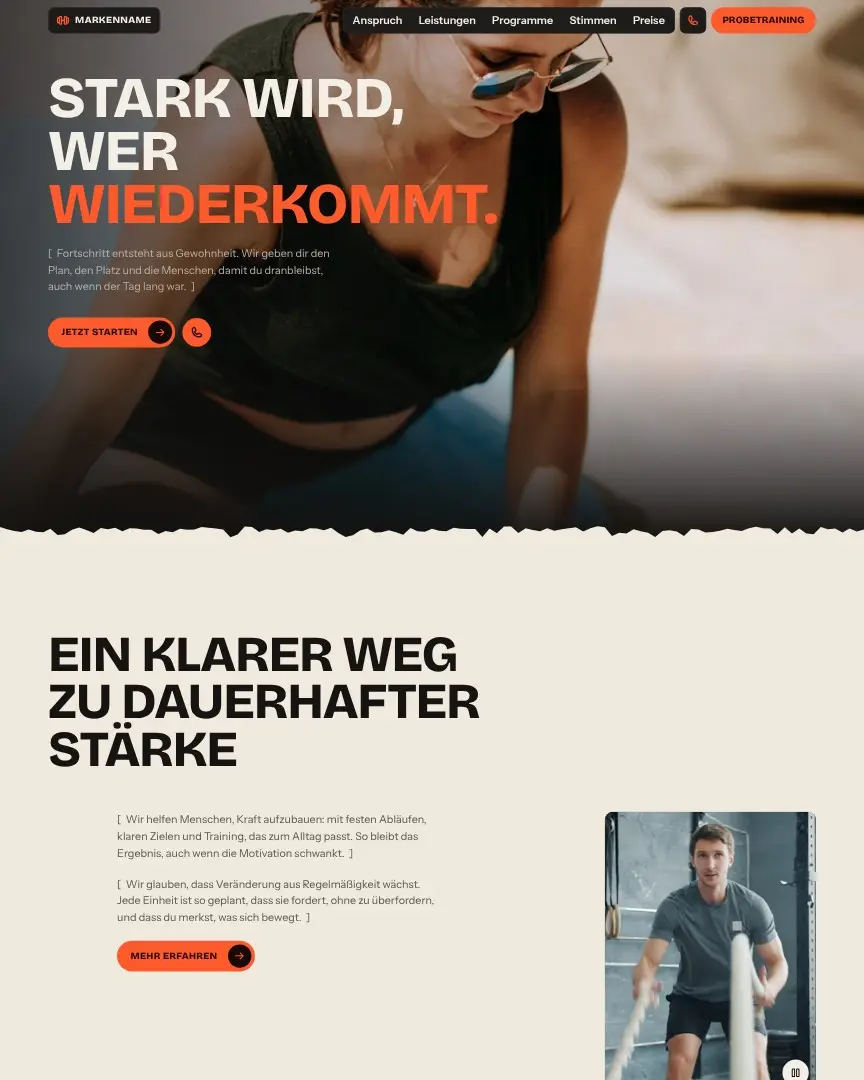 MARKENNAME
Anspruch Leistungen Programme Stimmen Preise
PROBETRAINING
STARK WIRD,
WER
WIEDERKOMMT.
[ Fortschritt entsteht aus Gewohnheit. Wir geben dir den
Plan, den Platz und die Menschen, damit du dranbleibst,
auch wenn der Tag lang war. ]
JETZT STARTEN
EIN KLARER WEG
ZU DAUERHAFTER
STÄRKE
[ Wir helfen Menschen, Kraft aufzubauen: mit festen Abläufen,
klaren Zielen und Training, das zum Alltag passt. So bleibt das
Ergebnis, auch wenn die Motivation schwankt. ]
[ Wir glauben, dass Veränderung aus Regelmäßigkeit wächst.
Jede Einheit ist so geplant, dass sie fordert, ohne zu überfordern,
und dass du merkst, was sich bewegt. ]
MEHR ERFAHREN